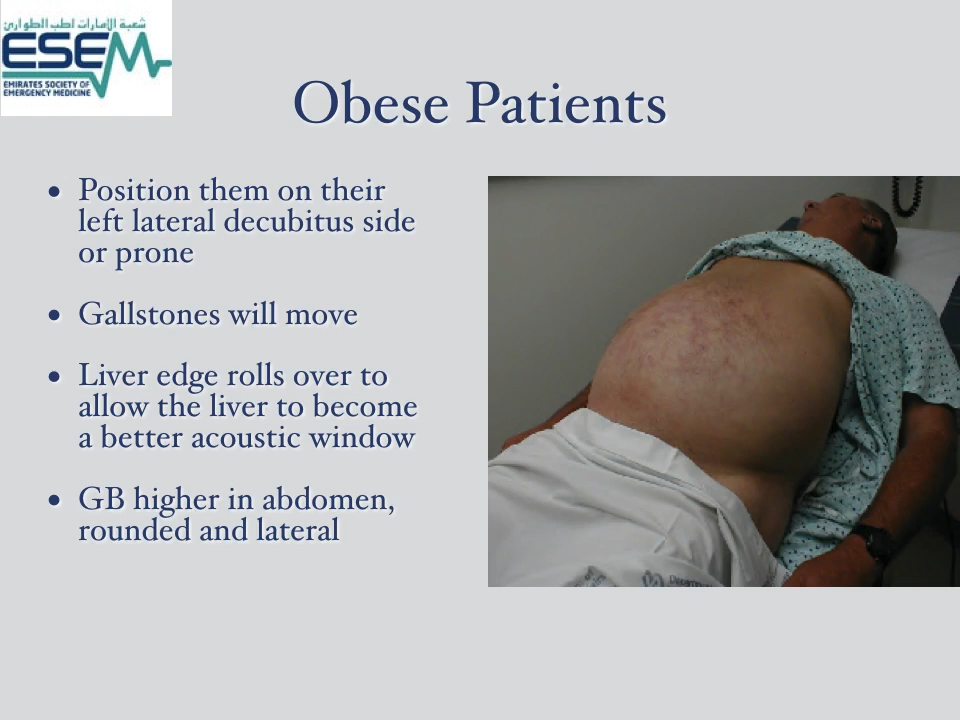 شعبة الإمارات لطب الطوارئ
ESEM
EMIRATES SOCIETY OF
EMERGENCY MEDICINE
Obese Patients
• Position them on their
left lateral decubitus side
or prone
• Gallstones will move
• Liver edge rolls over to
allow the liver to become
a better acoustic window
• GB higher in abdomen,
rounded and lateral